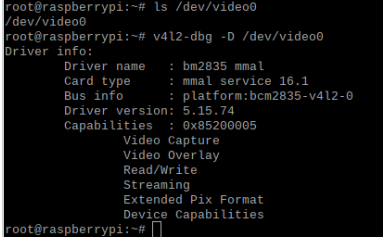 root@raspberrypi:~# ls /dev/video0
/dev/video0
root@raspberrypi:~# v4l2-dbg -D /dev/video0
Driver info:
        Driver name   : bm2835 mmal
        Card type     : mmal service 16.1
        Bus info      : platform:bcm2835-v4l2-0
        Driver version: 5.15.74
        Capabilities  : 0x85200005
                Video Capture
                Video Overlay
                Read/Write
                Streaming
                Extended Pix Format
                Device Capabilities
root@raspberrypi:~#